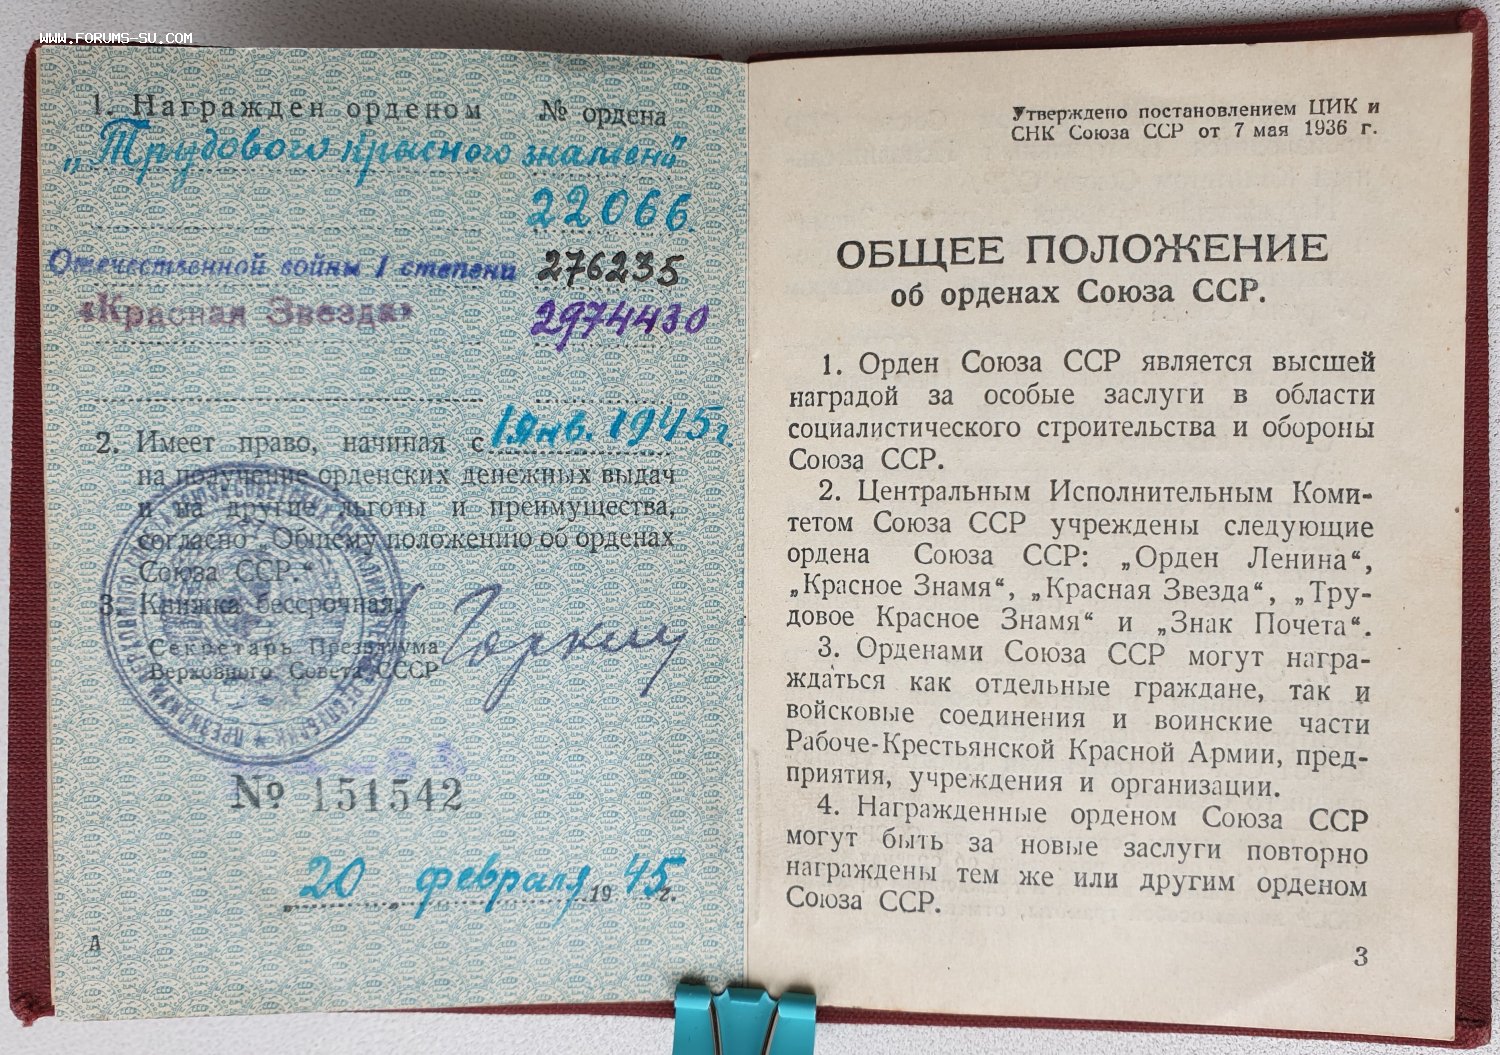 WWW.FORUMS-SU.COM
1. Награжден орденом № ордена
„Трудового красного знамени"
22066.
Отечественной войны I степени 276235
«Красная Звезда» 2974430
2. Имеет право, начиная с 1 янв. 1945 г.
на получение орденских денежных выдач
и на другие льготы и преимущества,
согласно „Общему положению об орденах
Союза ССР."
3. Книжка бессрочная.
Секретарь Президиума
Верховного Совета СССР
Горкин
№ 151542
„ 20 „ февраля 19 45 г.
А
Утверждено постановлением ЦИК и
СНК Союза ССР от 7 мая 1936 г.
ОБЩЕЕ ПОЛОЖЕНИЕ
об орденах Союза ССР.
1. Орден Союза ССР является высшей
наградой за особые заслуги в области
социалистического строительства и обороны
Союза ССР.
2. Центральным Исполнительным Коми-
тетом Союза ССР учреждены следующие
ордена Союза ССР: „Орден Ленина“,
„Красное Знамя“, „Красная Звезда“, „Тру-
довое Красное Знамя“ и „Знак Почета“.
3. Орденами Союза ССР могут награ-
ждаться как отдельные граждане, так и
войсковые соединения и воинские части
Рабоче-Крестьянской Красной Армии, пред-
приятия, учреждения и организации.
4. Награжденные орденом Союза ССР
могут быть за новые заслуги повторно
награждены тем же или другим орденом
Союза ССР.
3